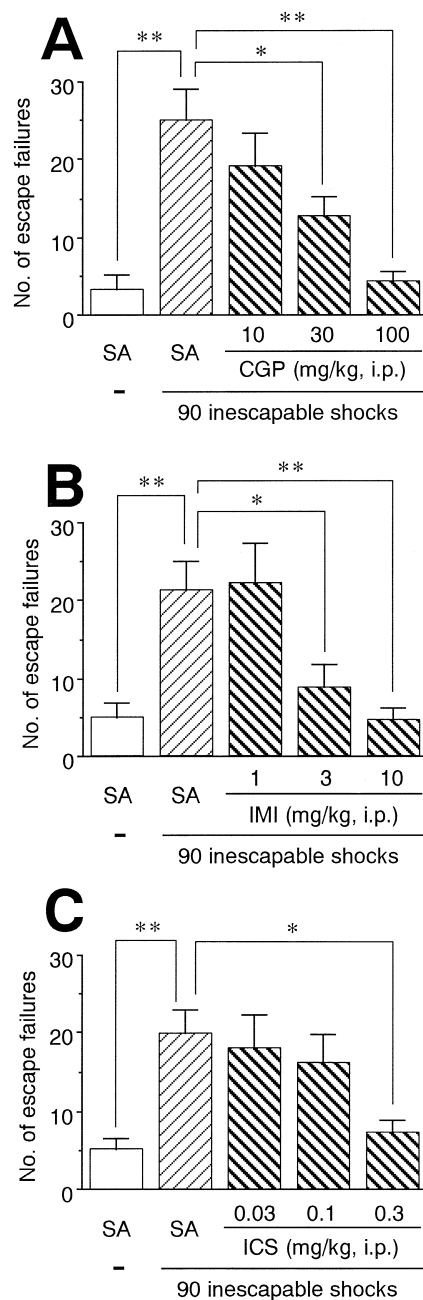 A
**
**
*
No. of escape failures
30
20
10
0
10 30 100
SA SA
CGP (mg/kg, i.p.)
-
90 inescapable shocks
B
**
**
*
No. of escape failures
30
20
10
0
1 3 10
SA SA
IMI (mg/kg, i.p.)
-
90 inescapable shocks
C
** *
No. of escape failures
30
20
10
0
0.03 0.1 0.3
SA SA
ICS (mg/kg, i.p.)
-
90 inescapable shocks